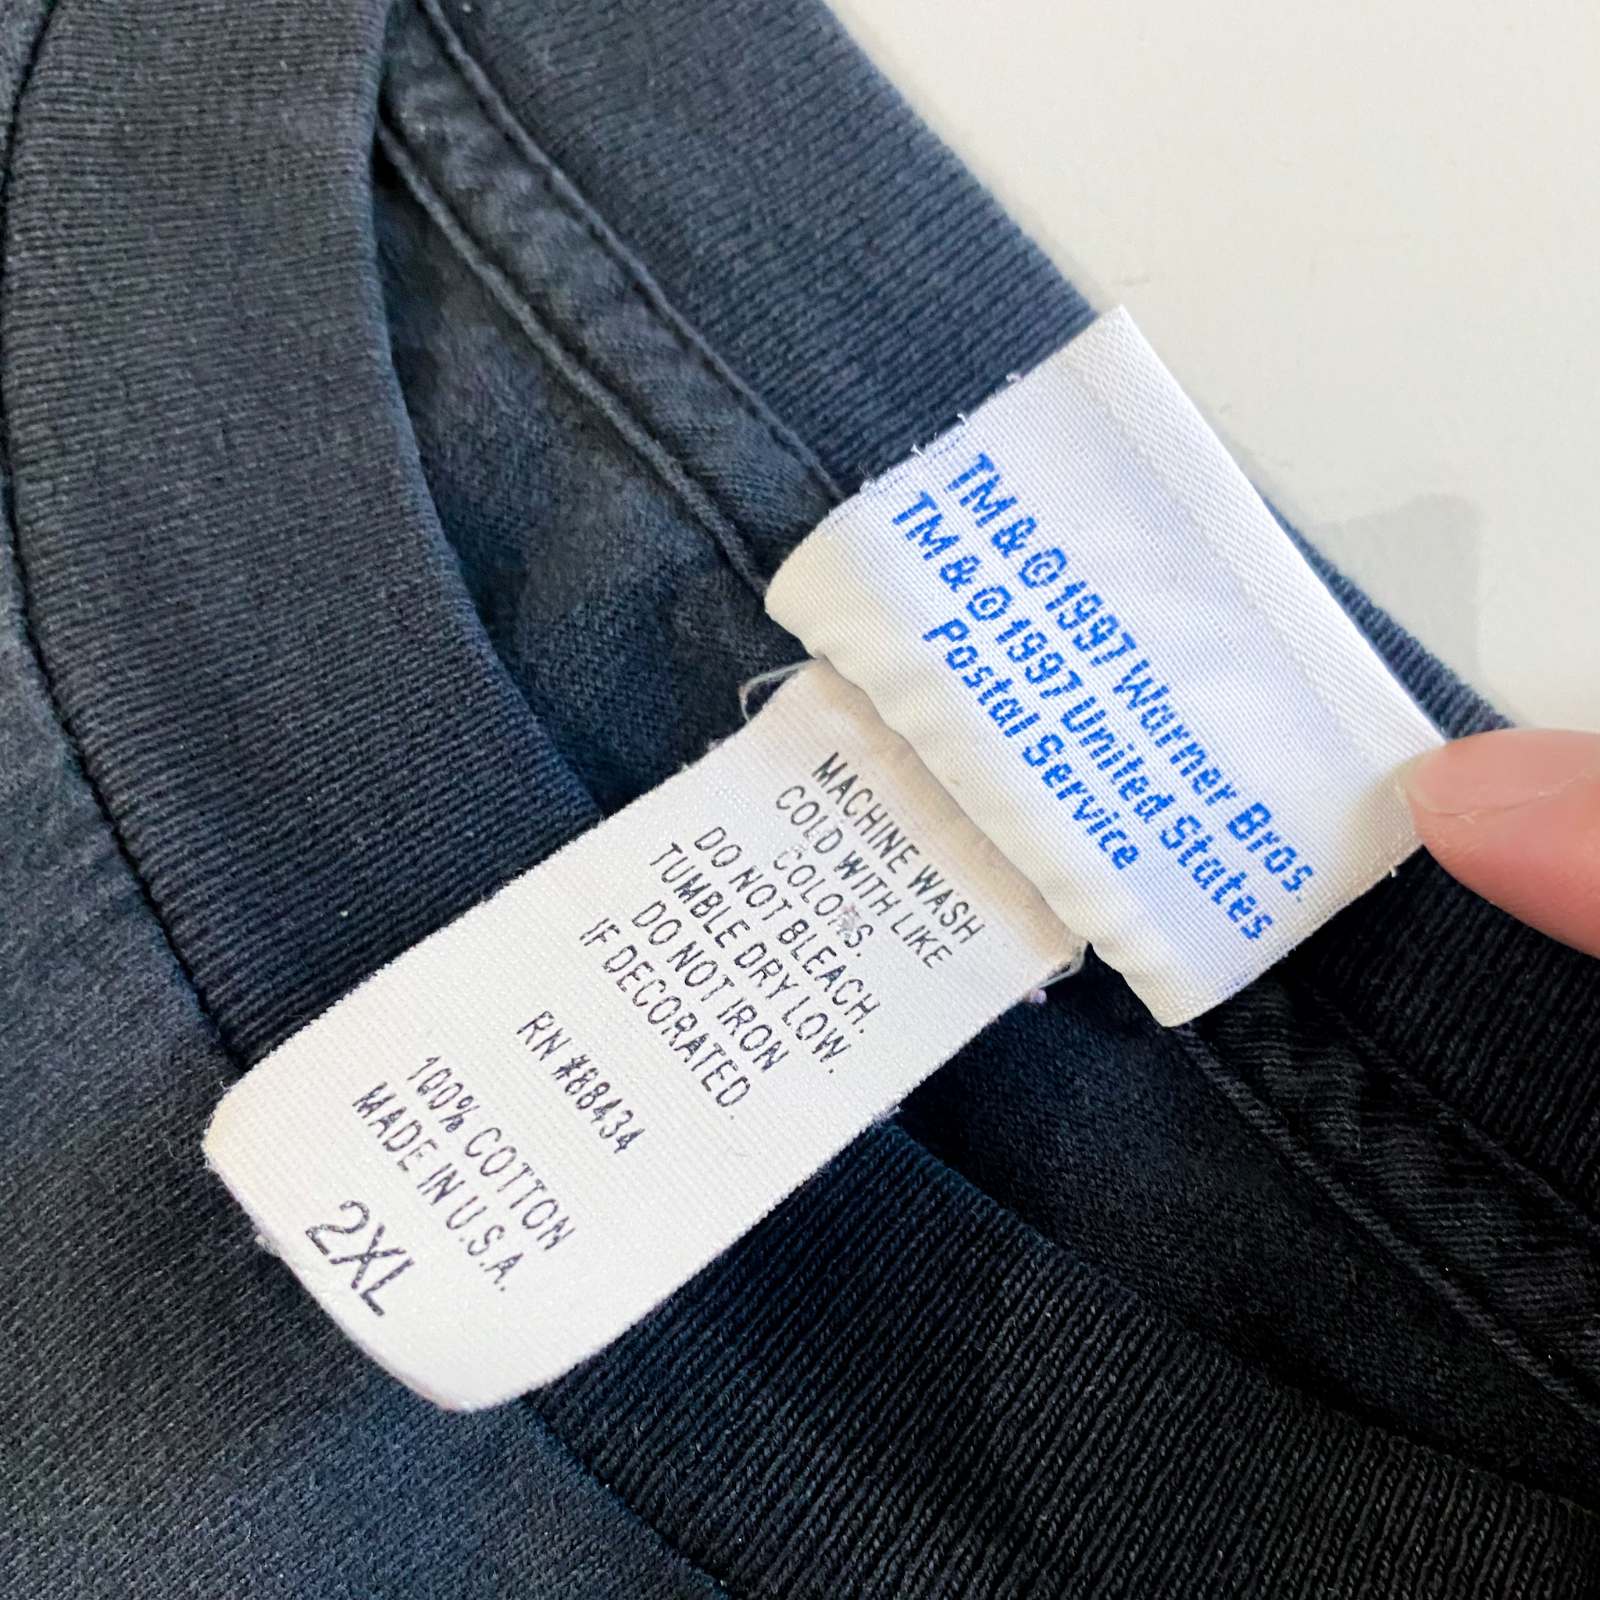 TM & © 1997 Warner Bros.
TM & © 1997 United States
Postal Service
MACHINE WASH
COLD WITH LIKE
COLORS.
DO NOT BLEACH.
TUMBLE DRY LOW.
DO NOT IRON
IF DECORATED.
RN #88434
100% COTTON
MADE IN U.S.A.
2XL